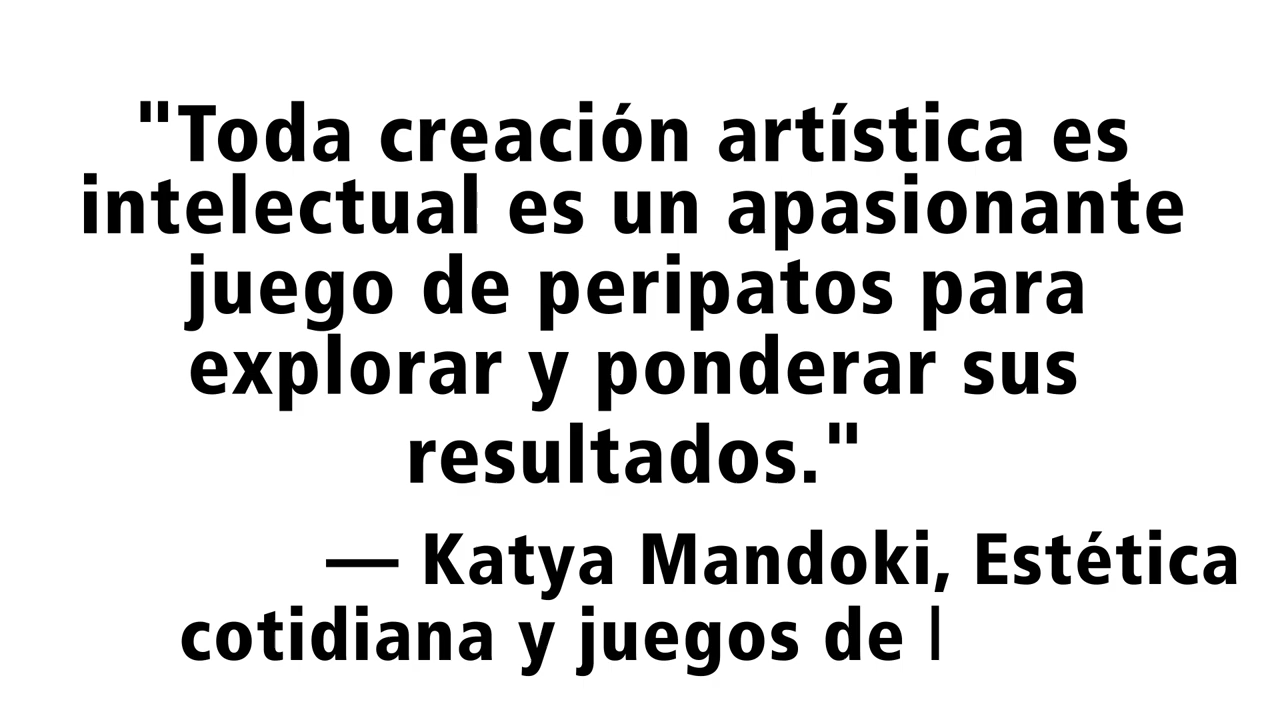 "Toda creación artística es
intelectual es un apasionante
juego de peripatos para
explorar y ponderar sus
resultados."
— Katya Mandoki, Estética
cotidiana y juegos de l